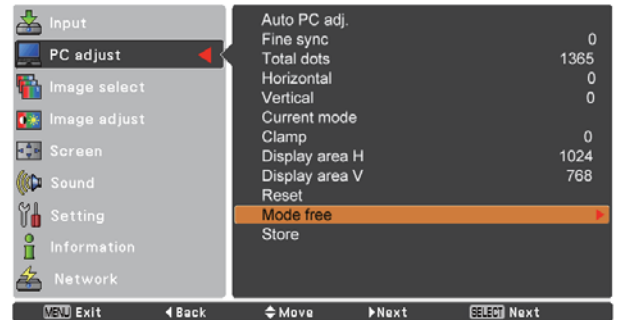 Input
PC adjust
Image select
Image adjust
Screen
Sound
Setting
Information
Network
Auto PC adj.
Fine sync 0
Total dots 1365
Horizontal 0
Vertical 0
Current mode
Clamp 0
Display area H 1024
Display area V 768
Reset
Mode free
Store
MENU Exit Back Move Next SELECT Next